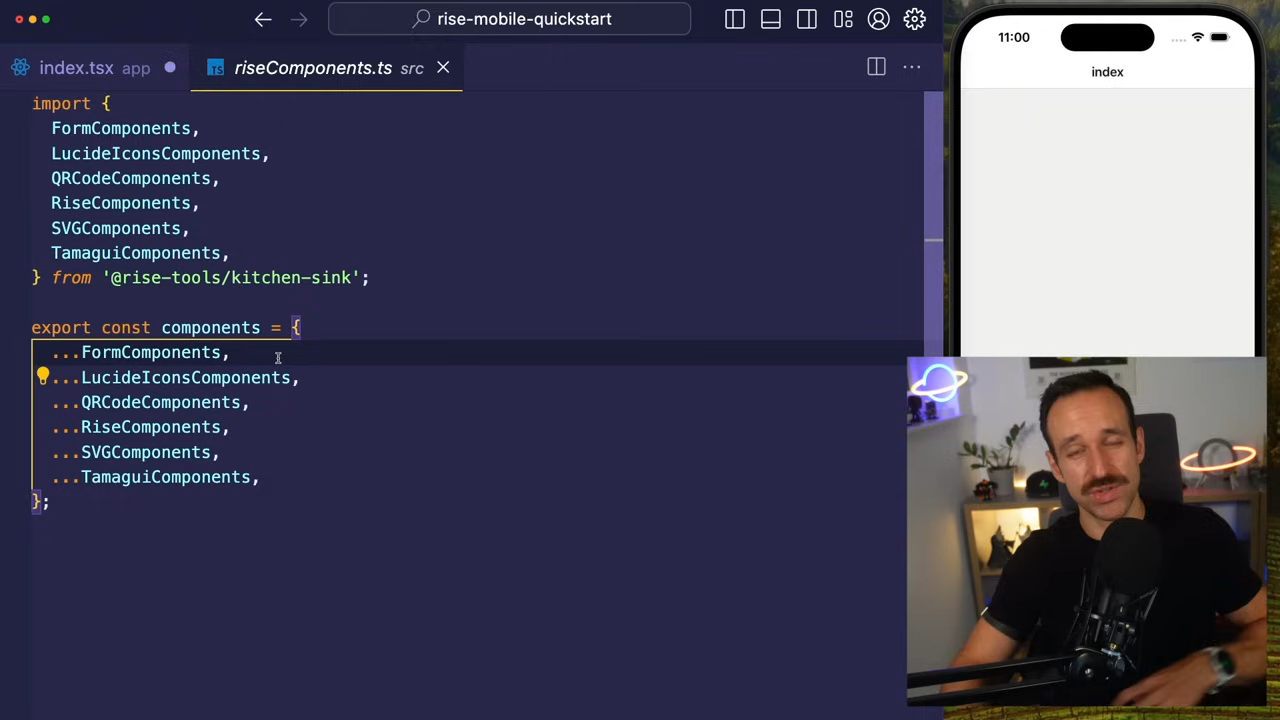 rise-mobile-quickstart
index.tsx app
TS riseComponents.ts src
import {
FormComponents,
LucideIconsComponents,
QRCodeComponents,
RiseComponents,
SVGComponents,
TamaguiComponents,
} from '@rise-tools/kitchen-sink';
export const components = {
...FormComponents,
...LucideIconsComponents,
...QRCodeComponents,
...RiseComponents,
...SVGComponents,
...TamaguiComponents,
};
11:00
index